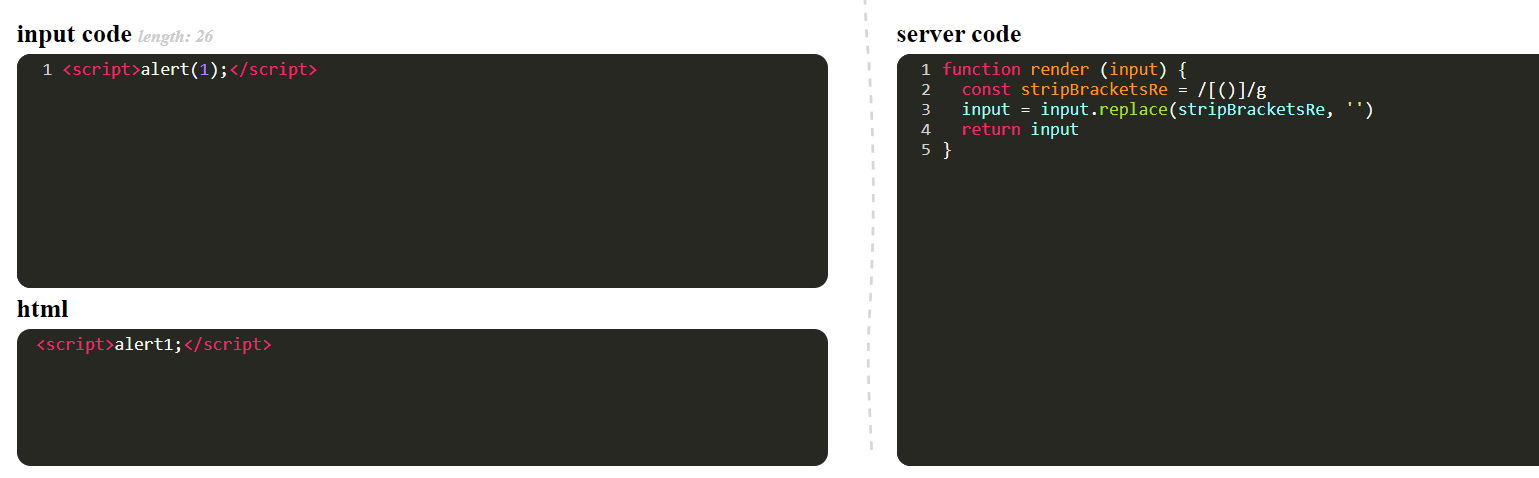 input code length: 26
1 <script>alert(1);</script>
html
<script>alert1;</script>
server code
1 function render (input) {
2   const stripBracketsRe = /[()]/g
3   input = input.replace(stripBracketsRe, '')
4   return input
5 }